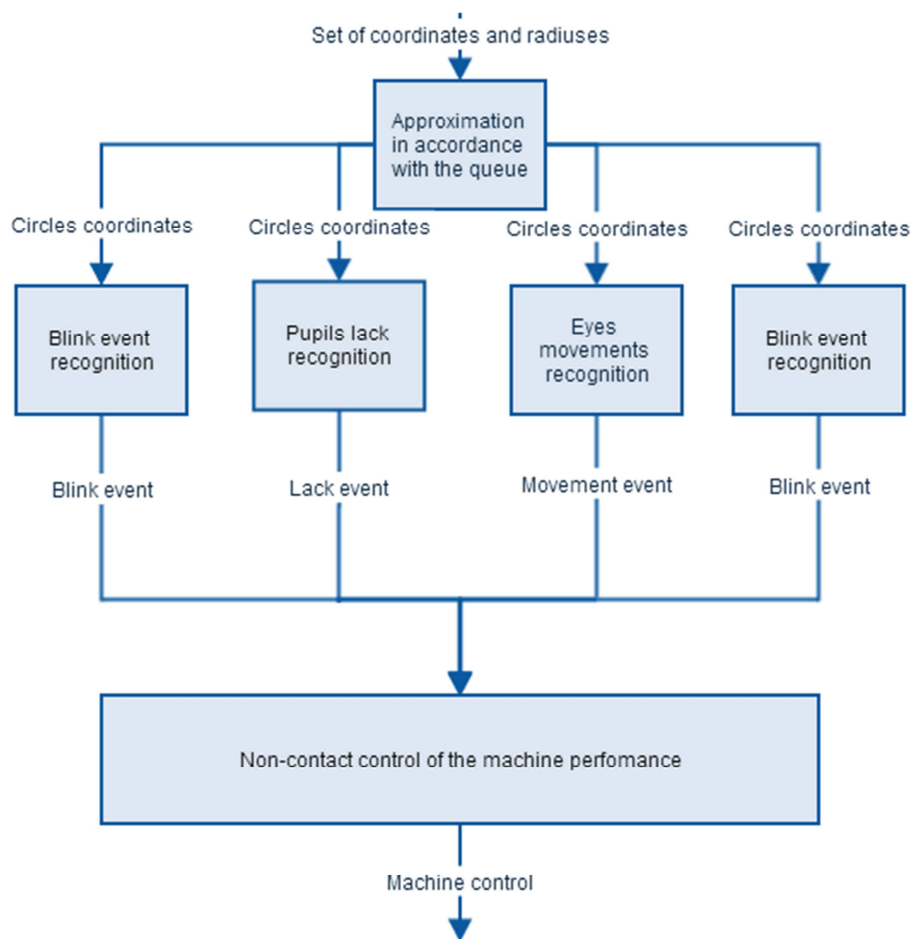 Set of coordinates and radiuses
Approximation
in accordance
with the queue
Circles coordinates
Circles coordinates
Circles coordinates
Circles coordinates
Blink event
recognition
Pupils lack
recognition
Eyes
movements
recognition
Blink event
recognition
Blink event
Lack event
Movement event
Blink event
Non-contact control of the machine perfomance
Machine control